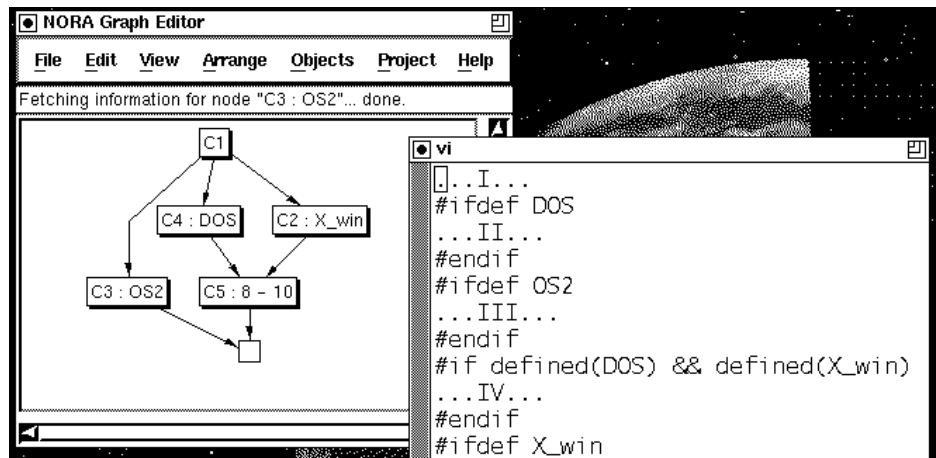 NORA Graph Editor
File Edit View Arrange Objects Project Help
Fetching information for node "C3 : OS2"... done.
C1
C4 : DOS
C2 : X_win
C3 : OS2
C5 : 8 - 10
vi
...I...
#ifdef DOS
...II...
#endif
#ifdef OS2
...III...
#endif
#if defined(DOS) && defined(X_win)
...IV...
#endif
#ifdef X_win